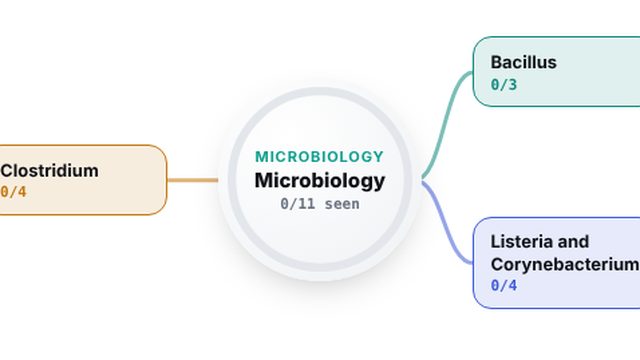 Clostridium
0/4
MICROBIOLOGY
Microbiology
0/11 seen
Bacillus
0/3
Listeria and
Corynebacterium
0/4